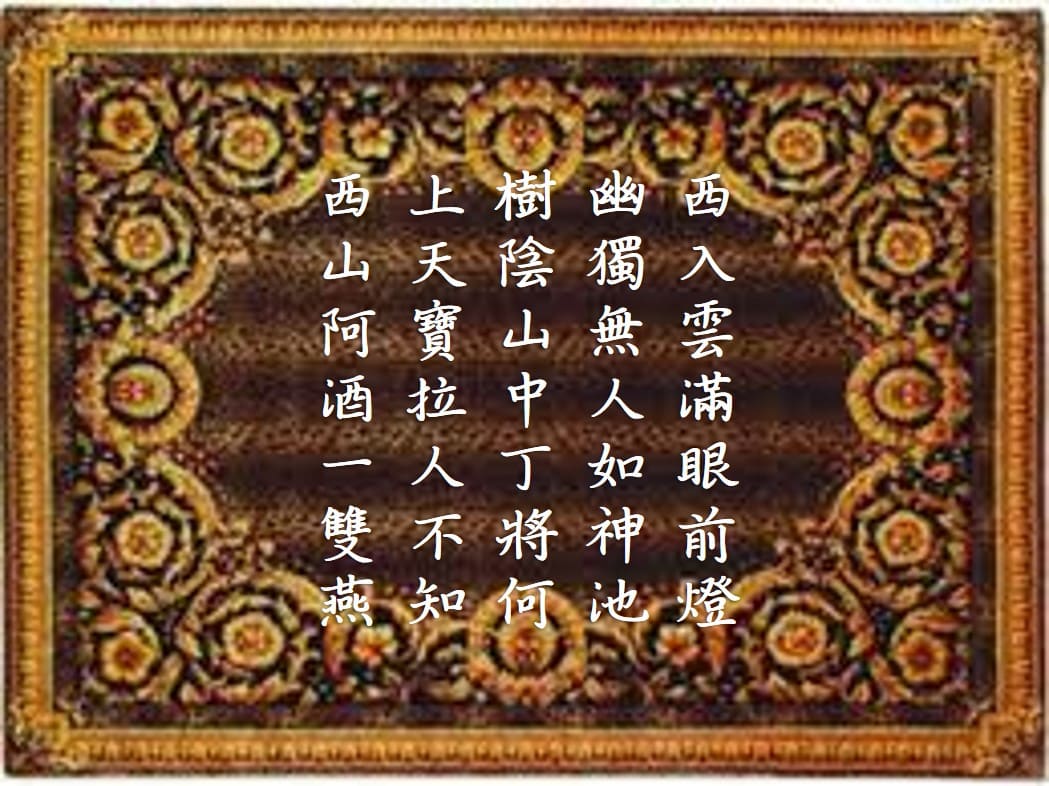 西入雲滿眼前燈
幽獨無人如神池
樹陰山中丁將何
上天寶拉人不知
西山阿酒一雙燕